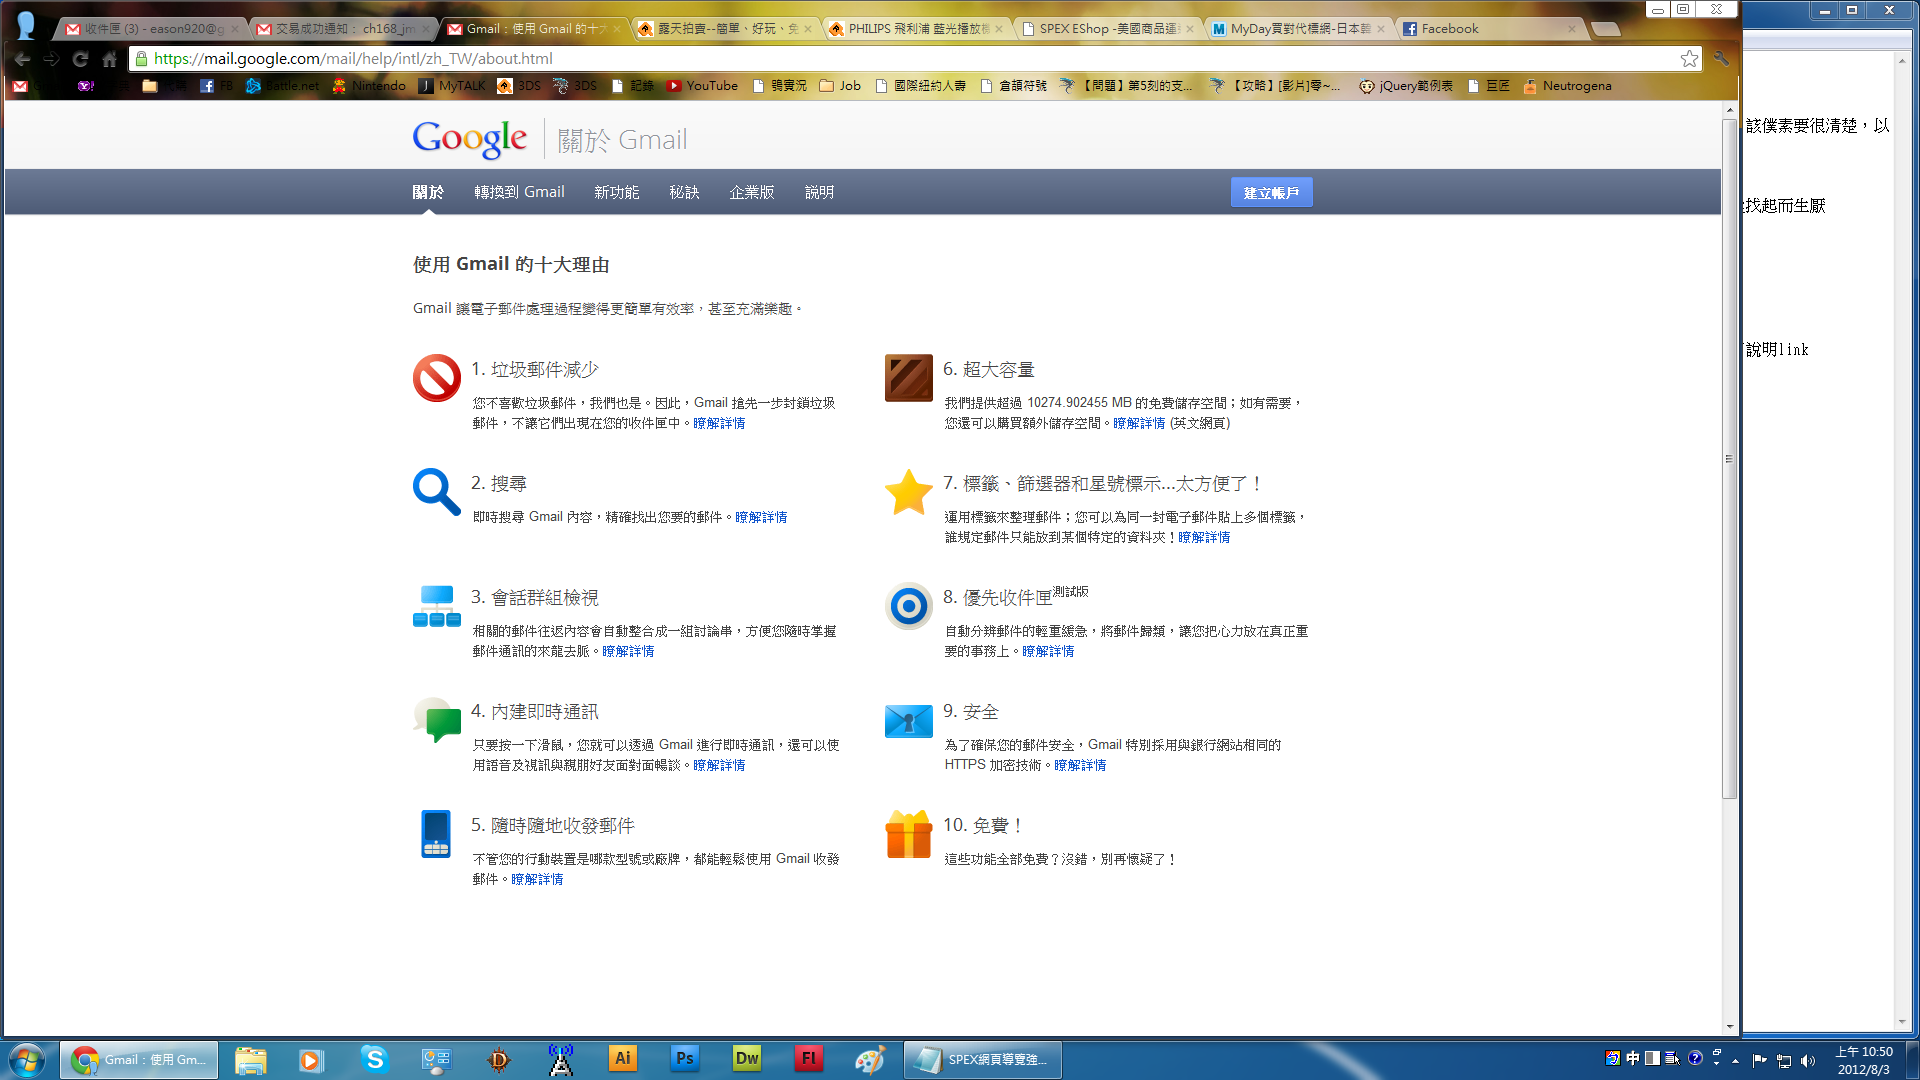 收件匣 (3) - eason920@g
交易成功通知： ch168_jm
Gmail：使用 Gmail 的十大
露天拍賣--簡單、好玩、免
PHILIPS 飛利浦 藍光播放機
SPEX EShop -美國商品運
MyDay買對代標網-日本韓
Facebook
https://mail.google.com/mail/help/intl/zh_TW/about.html
FB
Battle.net
Nintendo
MyTALK
3DS
3DS
記錄
YouTube
鴞實況
Job
國際紐約人壽
倉頡符號
【問題】第5刻的支...
【攻略】[影片]零~...
jQuery範例表
巨匠
Neutrogena
Google
關於 Gmail
關於
轉換到 Gmail
新功能
秘訣
企業版
說明
建立帳戶
使用 Gmail 的十大理由
Gmail 讓電子郵件處理過程變得更簡單有效率，甚至充滿樂趣。
1. 垃圾郵件減少
您不喜歡垃圾郵件，我們也是。因此，Gmail 搶先一步封鎖垃圾
郵件，不讓它們出現在您的收件匣中。瞭解詳情
2. 搜尋
即時搜尋 Gmail 內容，精確找出您要的郵件。瞭解詳情
3. 會話群組檢視
相關的郵件往返內容會自動整合成一組討論串，方便您隨時掌握
郵件通訊的來龍去脈。瞭解詳情
4. 內建即時通訊
只要按一下滑鼠，您就可以透過 Gmail 進行即時通訊，還可以使
用語音及視訊與親朋好友面對面暢談。瞭解詳情
5. 隨時隨地收發郵件
不管您的行動裝置是哪款型號或廠牌，都能輕鬆使用 Gmail 收發
郵件。瞭解詳情
6. 超大容量
我們提供超過 10274.902455 MB 的免費儲存空間；如有需要，
您還可以購買額外儲存空間。瞭解詳情 (英文網頁)
7. 標籤、篩選器和星號標示...太方便了！
運用標籤來整理郵件；您可以為同一封電子郵件貼上多個標籤，
誰規定郵件只能放到某個特定的資料夾！瞭解詳情
8. 優先收件匣測試版
自動分辨郵件的輕重緩急，將郵件歸類，讓您把心力放在真正重
要的事務上。瞭解詳情
9. 安全
為了確保您的郵件安全，Gmail 特別採用與銀行網站相同的
HTTPS 加密技術。瞭解詳情
10. 免費！
這些功能全部免費？沒錯，別再懷疑了！
該僕素要很清楚，以
找起而生厭
說明link
Gmail：使用 Gm...
Ai
Ps
Dw
Fl
SPEX網頁導覽強...
中
上午 10:50
2012/8/3